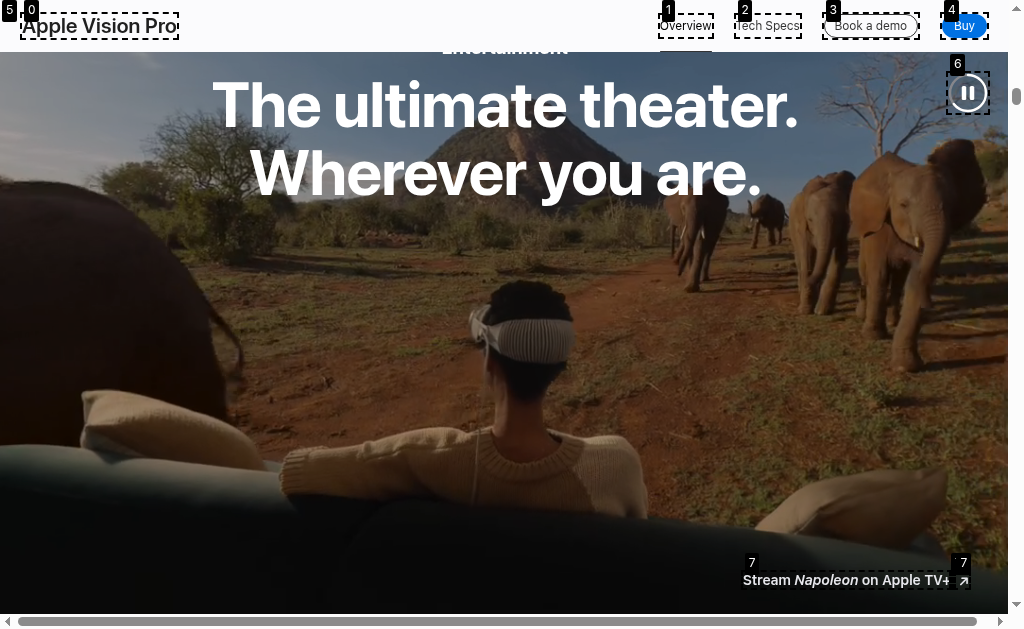 5 0 1 2 3 4
Apple Vision Pro Overview Tech Specs Book a demo Buy
Entertainment
6
The ultimate theater.
Wherever you are.
7 7
Stream Napoleon on Apple TV+ ↗